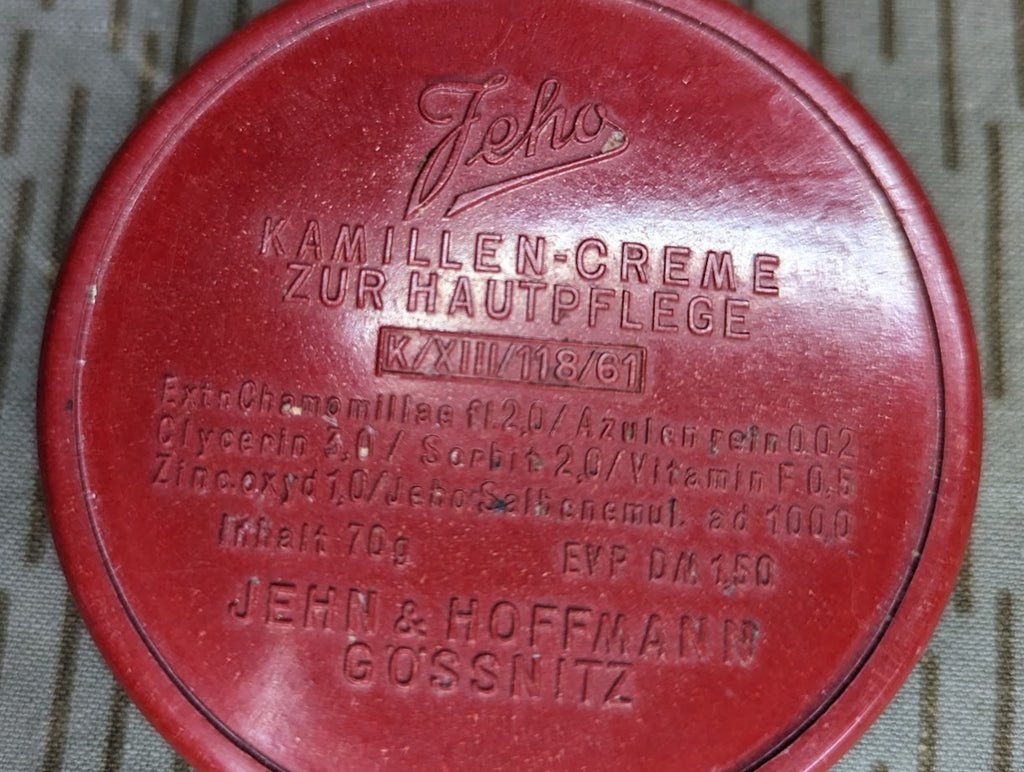 Jeho
KAMILLEN-CREME
ZUR HAUTPFLEGE
K/XIII/118/61
Extr. Chamomillae fl. 2,0/Azulen rein 0,02
Glycerin 3,0/ Sorbit 2,0/Vitamin F. 0,5
Zinc. oxyd 1,0/Jeho-Salbenemul. ad 100,0
Inhalt 70g EVP DM 1,50
JEHN & HOFFMANN
GÖSSNITZ